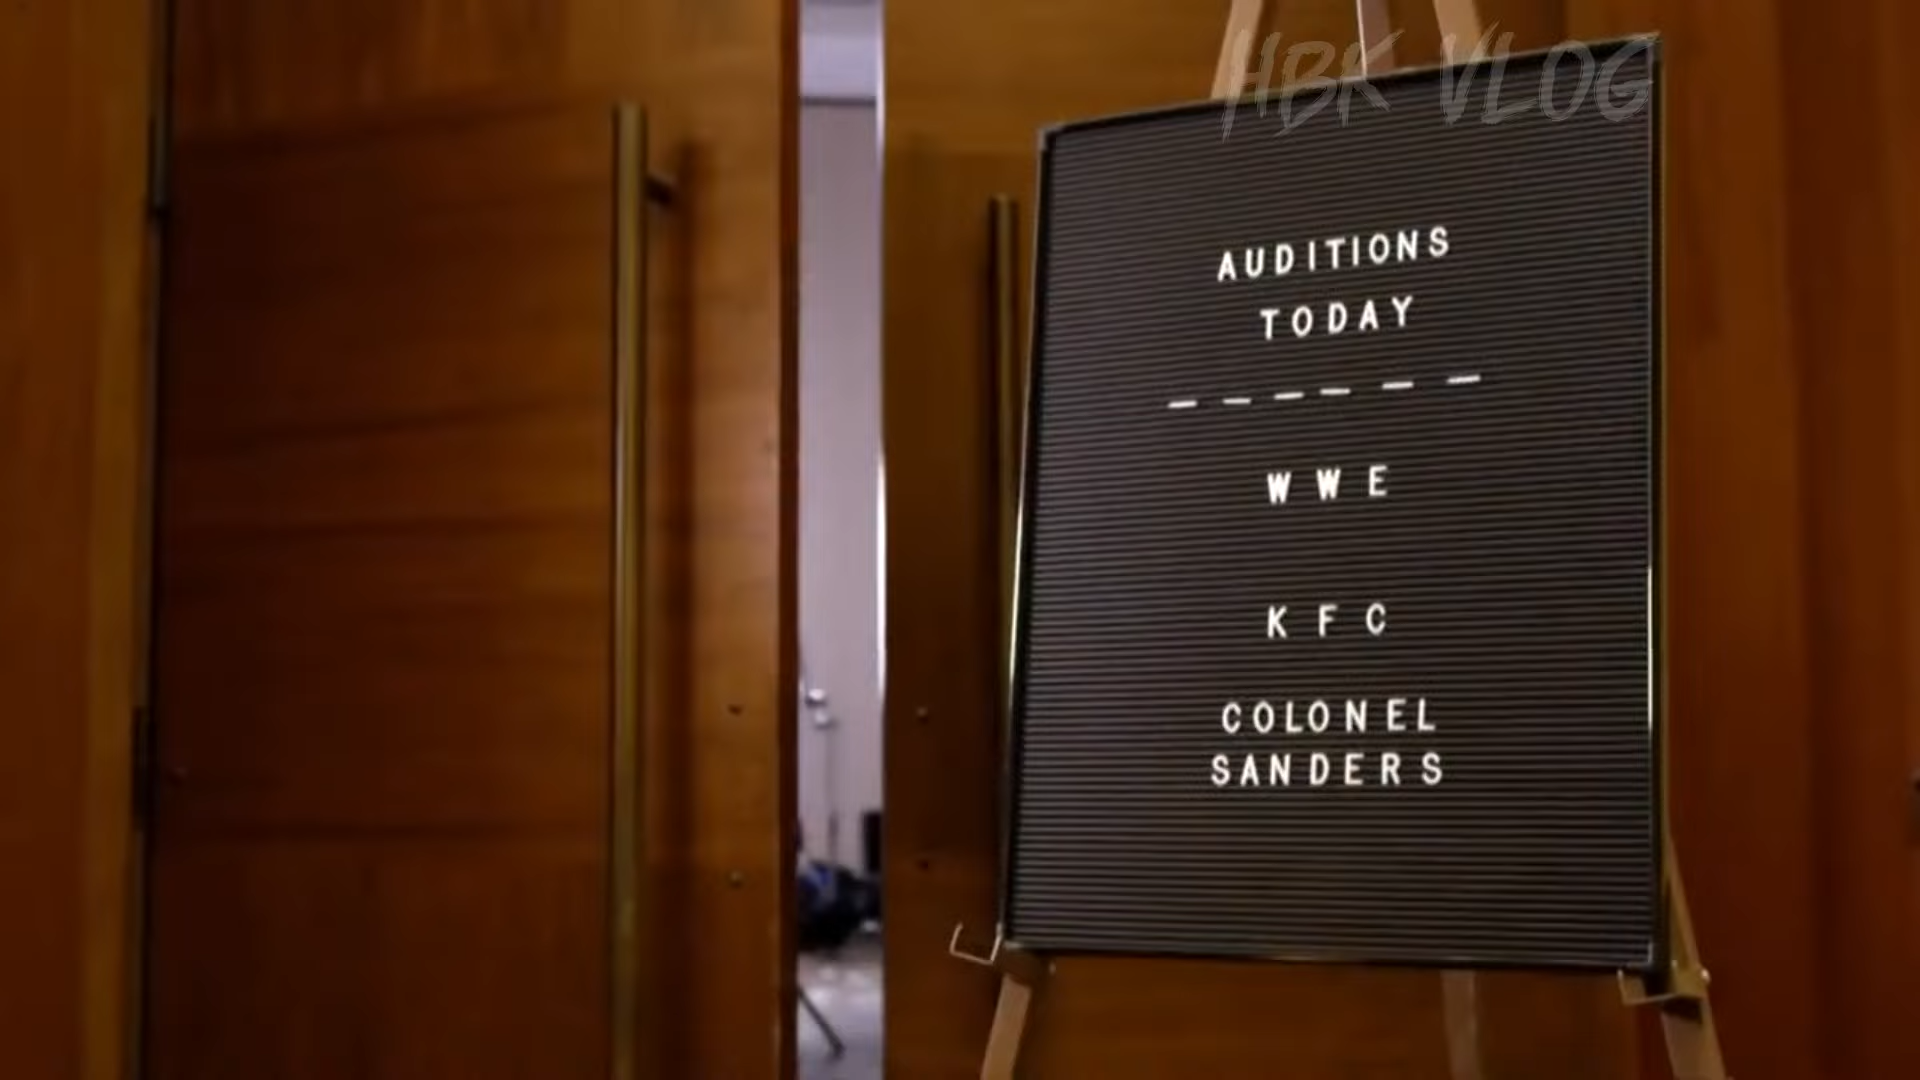 HBK VLOG
AUDITIONS
TODAY
– – – – – –
WWE
KFC
COLONEL
SANDERS